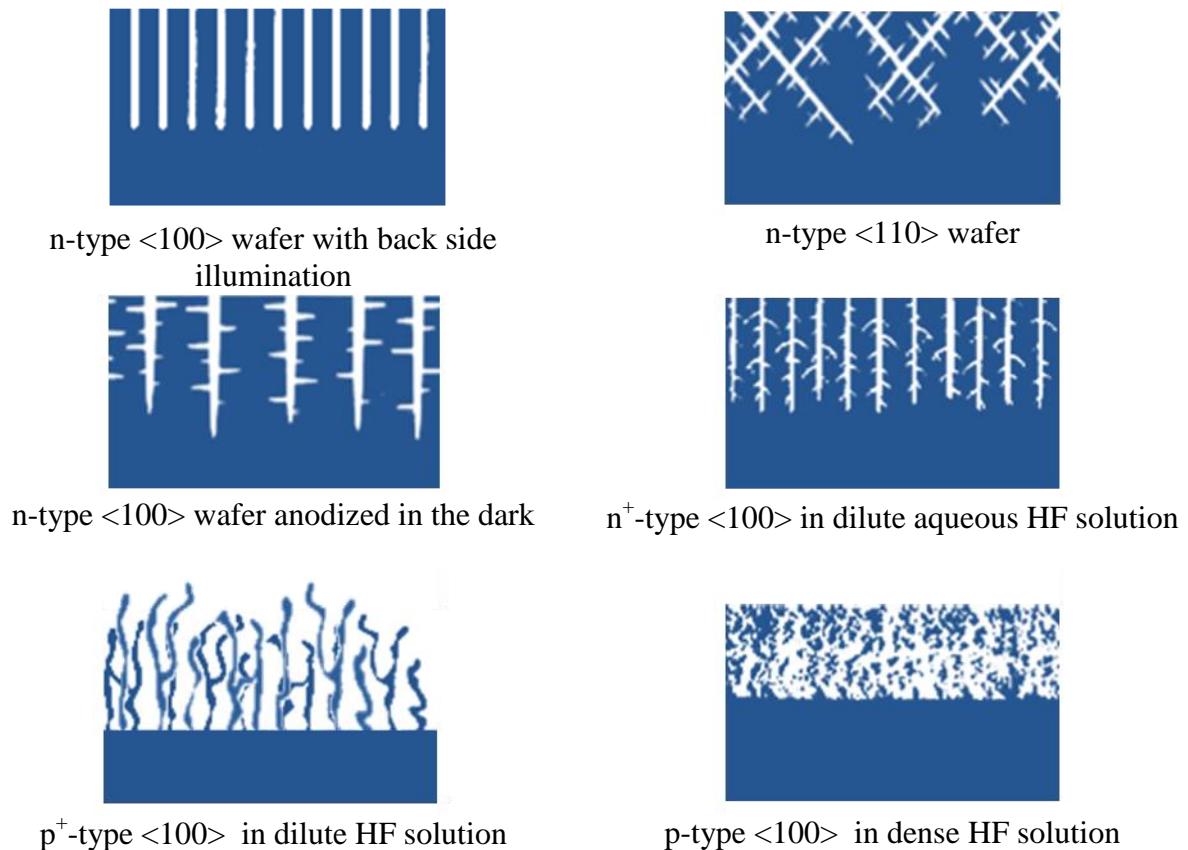 n-type <100> wafer with back side
illumination
n-type <110> wafer
n-type <100> wafer anodized in the dark
n⁺-type <100> in dilute aqueous HF solution
p⁺-type <100> in dilute HF solution
p-type <100> in dense HF solution